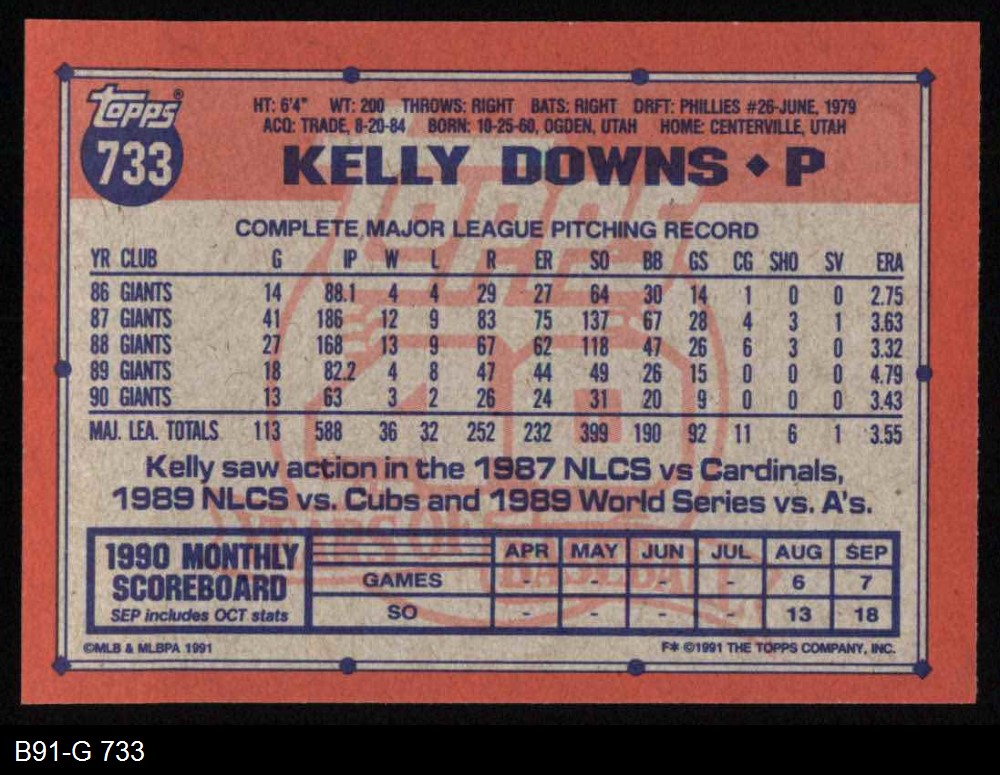 topps®
733
HT: 6'4" WT: 200 THROWS: RIGHT BATS: RIGHT DRFT: PHILLIES #26-JUNE, 1979
ACQ: TRADE, 8-20-84 BORN: 10-25-60, OGDEN, UTAH HOME: CENTERVILLE, UTAH
KELLY DOWNS ◆ P
COMPLETE MAJOR LEAGUE PITCHING RECORD
YR CLUB G IP W L R ER SO BB GS CG SHO SV ERA
86 GIANTS 14 88.1 4 4 29 27 64 30 14 1 0 0 2.75
87 GIANTS 41 186 12 9 83 75 137 67 28 4 3 1 3.63
88 GIANTS 27 168 13 9 67 62 118 47 26 6 3 0 3.32
89 GIANTS 18 82.2 4 8 47 44 49 26 15 0 0 0 4.79
90 GIANTS 13 63 3 2 26 24 31 20 9 0 0 0 3.43
MAJ. LEA. TOTALS 113 588 36 32 252 232 399 190 92 11 6 1 3.55
Kelly saw action in the 1987 NLCS vs Cardinals,
1989 NLCS vs. Cubs and 1989 World Series vs. A's.
TOPPS
40
YEARS OF
BASEBALL
1990 MONTHLY
SCOREBOARD
SEP includes OCT stats
APR MAY JUN JUL AUG SEP
GAMES - - - - 6 7
SO - - - - 13 18
©MLB & MLBPA 1991
F* ©1991 THE TOPPS COMPANY, INC.
B91-G 733